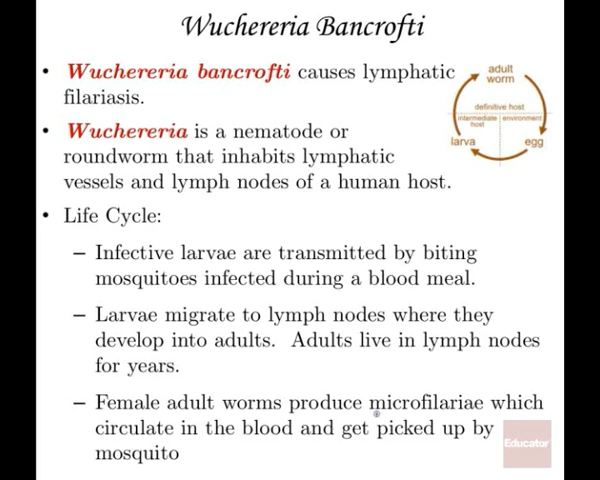 Wuchereria Bancrofti
• Wuchereria bancrofti causes lymphatic
filariasis.
adult
worm
definitive host
intermediate
host
environment
larva
egg
• Wuchereria is a nematode or
roundworm that inhabits lymphatic
vessels and lymph nodes of a human host.
• Life Cycle:
– Infective larvae are transmitted by biting
mosquitoes infected during a blood meal.
– Larvae migrate to lymph nodes where they
develop into adults. Adults live in lymph nodes
for years.
– Female adult worms produce microfilariae which
circulate in the blood and get picked up by
mosquito
Educator